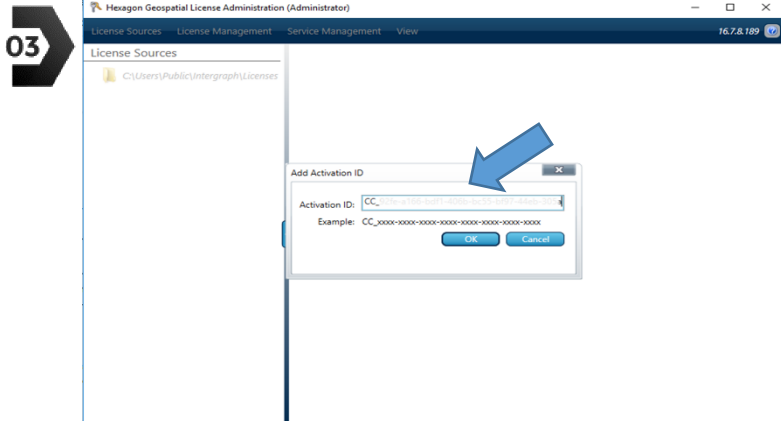 03
Hexagon Geospatial License Administration (Administrator)
License Sources License Management Service Management View 16.7.8.189
License Sources
C:\Users\Public\Intergraph\Licenses
Add Activation ID
Activation ID: CC_
Example: CC_xxxx-xxxx-xxxx-xxxx-xxxx-xxxx-xxxx-xxxx
OK Cancel